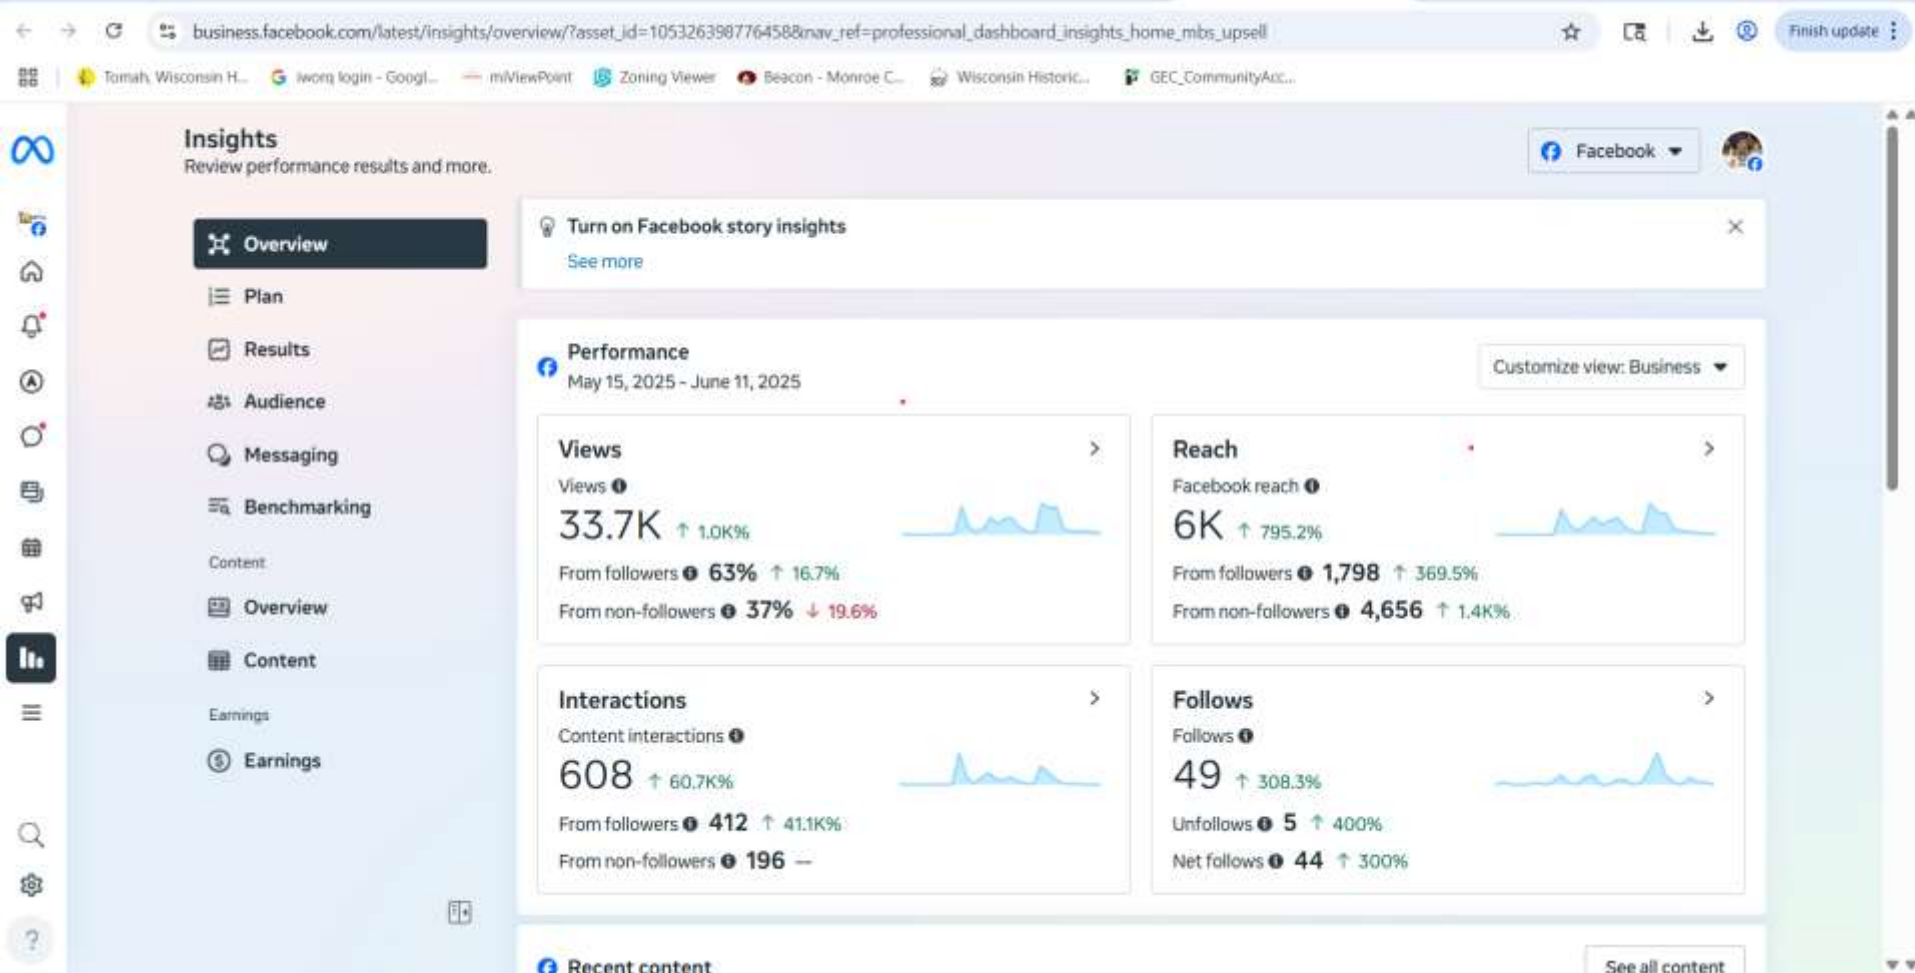 business.facebook.com/latest/insights/overview/?asset_id=105326398776458&nav_ref=professional_dashboard_insights_home_mbs_upsell
Finish update
Tomah, Wisconsin H...
iworq login - Googl...
miViewPoint
Zoning Viewer
Beacon - Monroe C...
Wisconsin Historic...
GEC_CommunityAcc...
Insights
Review performance results and more.
Facebook
Overview
Plan
Results
Audience
Messaging
Benchmarking
Content
Overview
Content
Earnings
Earnings
Turn on Facebook story insights
See more
Performance
May 15, 2025 - June 11, 2025
Customize view: Business
Views
Views
33.7K ↑ 1.0K%
From followers 63% ↑ 16.7%
From non-followers 37% ↓ 19.6%
Reach
Facebook reach
6K ↑ 795.2%
From followers 1,798 ↑ 369.5%
From non-followers 4,656 ↑ 1.4K%
Interactions
Content interactions
608 ↑ 60.7K%
From followers 412 ↑ 41.1K%
From non-followers 196 --
Follows
Follows
49 ↑ 308.3%
Unfollows 5 ↑ 400%
Net follows 44 ↑ 300%
Recent content
See all content